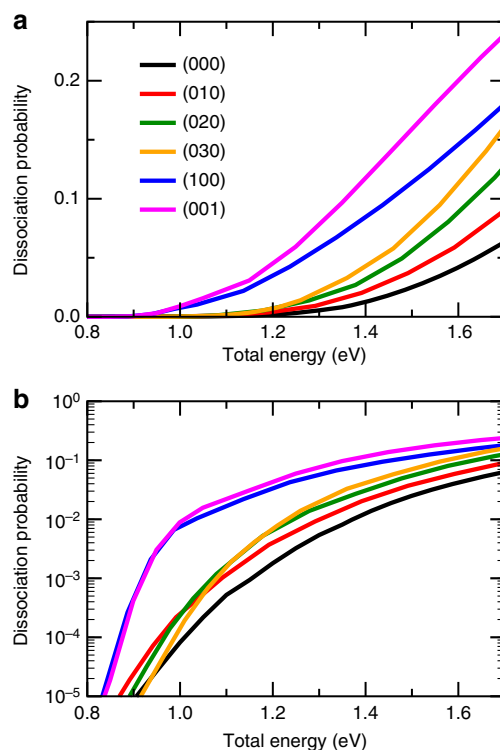 a
Dissociation probability
0.2
0.1
0.0
(000)
(010)
(020)
(030)
(100)
(001)
0.8 1.0 1.2 1.4 1.6
Total energy (eV)
b
Dissociation probability
10⁰
10⁻¹
10⁻²
10⁻³
10⁻⁴
10⁻⁵
0.8 1.0 1.2 1.4 1.6
Total energy (eV)